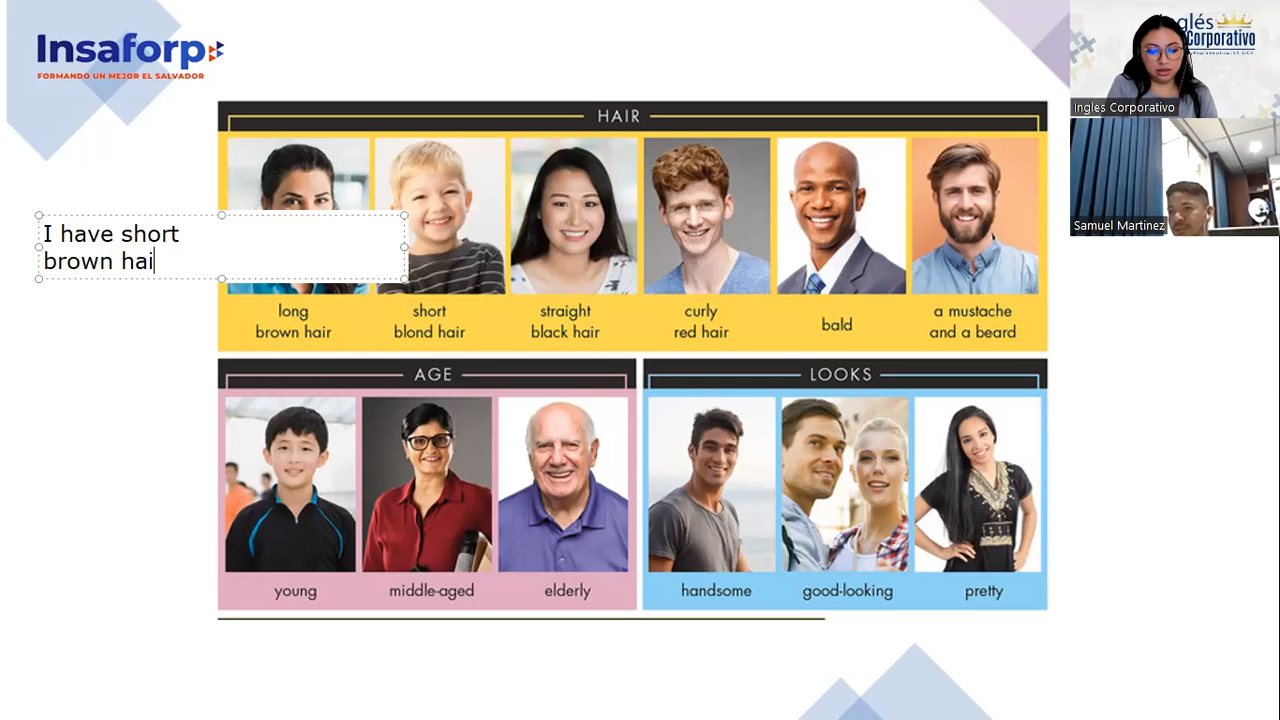 Insaforp
FORMANDO UN MEJOR EL SALVADOR
HAIR
I have short
brown hai
long
brown hair
short
blond hair
straight
black hair
curly
red hair
bald
a mustache
and a beard
AGE
young
middle-aged
elderly
LOOKS
handsome
good-looking
pretty
Inglés
Corporativo
Ingles Corporativo
Samuel Martinez